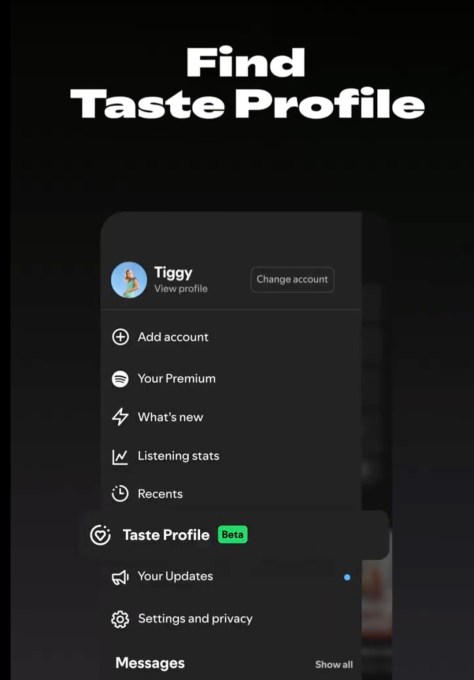 Find
Taste Profile
Tiggy
View profile
Change account
Add account
Your Premium
What's new
Listening stats
Recents
Taste Profile Beta
Your Updates
Settings and privacy
Messages
Show all